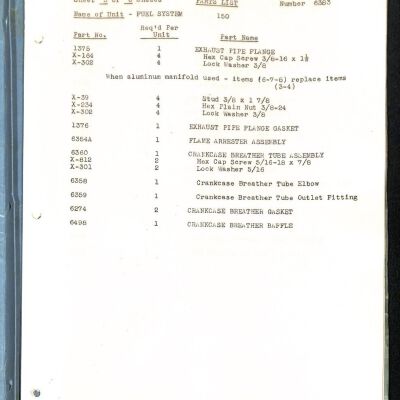 PARTS LIST Number 6383
Name of Unit - FUEL SYSTEM 150
Part No. Req'd Per Unit Part Name
1375 1 EXHAUST PIPE FLANGE
X-164 4 Hex Cap Screw 3/8-16 x 1½
X-302 4 Lock Washer 3/8
When aluminum manifold used - items (6-7-8) replace items
(3-4)
X-39 4 Stud 3/8 x 1 7/8
X-234 4 Hex Plain Nut 3/8-24
X-302 4 Lock Washer 3/8
1376 1 EXHAUST PIPE FLANGE GASKET
6384A 1 FLAME ARRESTER ASSEMBLY
6360 1 CRANKCASE BREATHER TUBE ASSEMBLY
X-812 2 Hex Cap Screw 5/16-18 x 7/8
X-301 2 Lock Washer 5/16
6358 1 Crankcase Breather Tube Elbow
6359 1 Crankcase Breather Tube Outlet Fitting
6274 2 CRANKCASE BREATHER GASKET
6498 1 CRANKCASE BREATHER BAFFLE